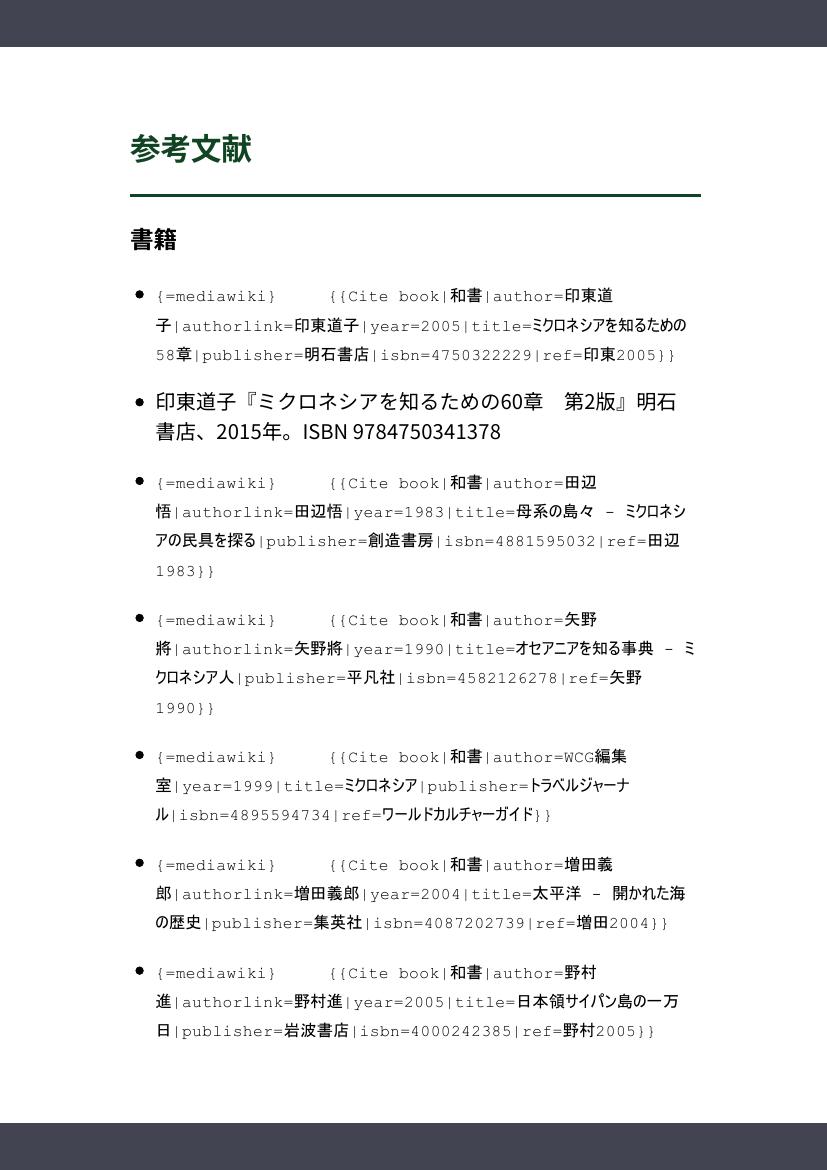 参考文献
書籍
{=mediawiki} {{Cite book|和書|author=印東道
子|authorlink=印東道子|year=2005|title=ミクロネシアを知るための
58章|publisher=明石書店|isbn=4750322229|ref=印東2005}}
印東道子『ミクロネシアを知るための60章　第2版』明石
書店、2015年。ISBN 9784750341378
{=mediawiki} {{Cite book|和書|author=田辺
悟|authorlink=田辺悟|year=1983|title=母系の島々 － ミクロネシ
アの民具を探る|publisher=創造書房|isbn=4881595032|ref=田辺
1983}}
{=mediawiki} {{Cite book|和書|author=矢野
將|authorlink=矢野將|year=1990|title=オセアニアを知る事典 － ミ
クロネシア人|publisher=平凡社|isbn=4582126278|ref=矢野
1990}}
{=mediawiki} {{Cite book|和書|author=WCG編集
室|year=1999|title=ミクロネシア|publisher=トラベルジャーナ
ル|isbn=4895594734|ref=ワールドカルチャーガイド}}
{=mediawiki} {{Cite book|和書|author=増田義
郎|authorlink=増田義郎|year=2004|title=太平洋 － 開かれた海
の歴史|publisher=集英社|isbn=4087202739|ref=増田2004}}
{=mediawiki} {{Cite book|和書|author=野村
進|authorlink=野村進|year=2005|title=日本領サイパン島の一万
日|publisher=岩波書店|isbn=4000242385|ref=野村2005}}